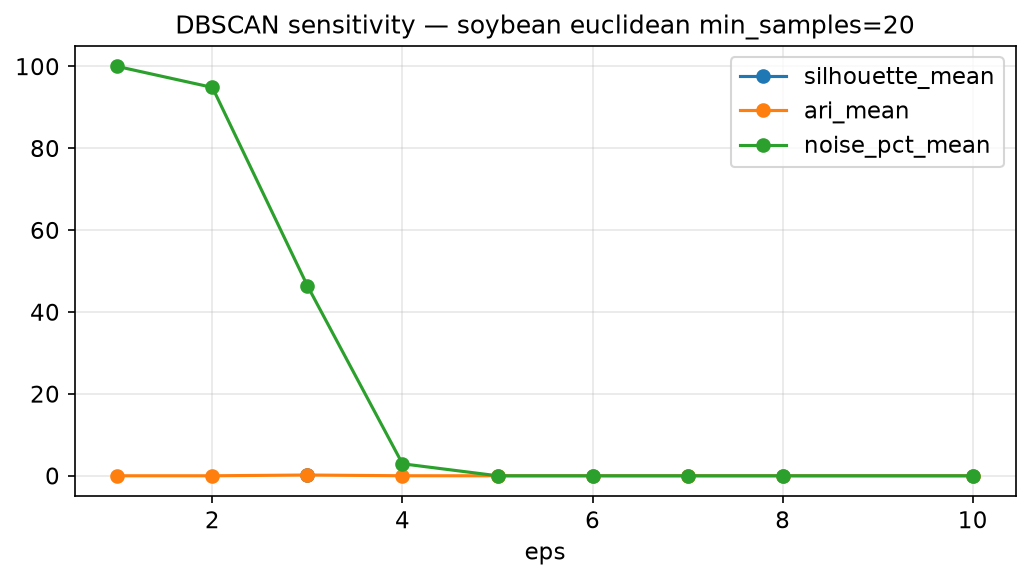 DBSCAN sensitivity — soybean euclidean min_samples=20
silhouette_mean
ari_mean
noise_pct_mean
100
80
60
40
20
0
2 4 6 8 10
eps